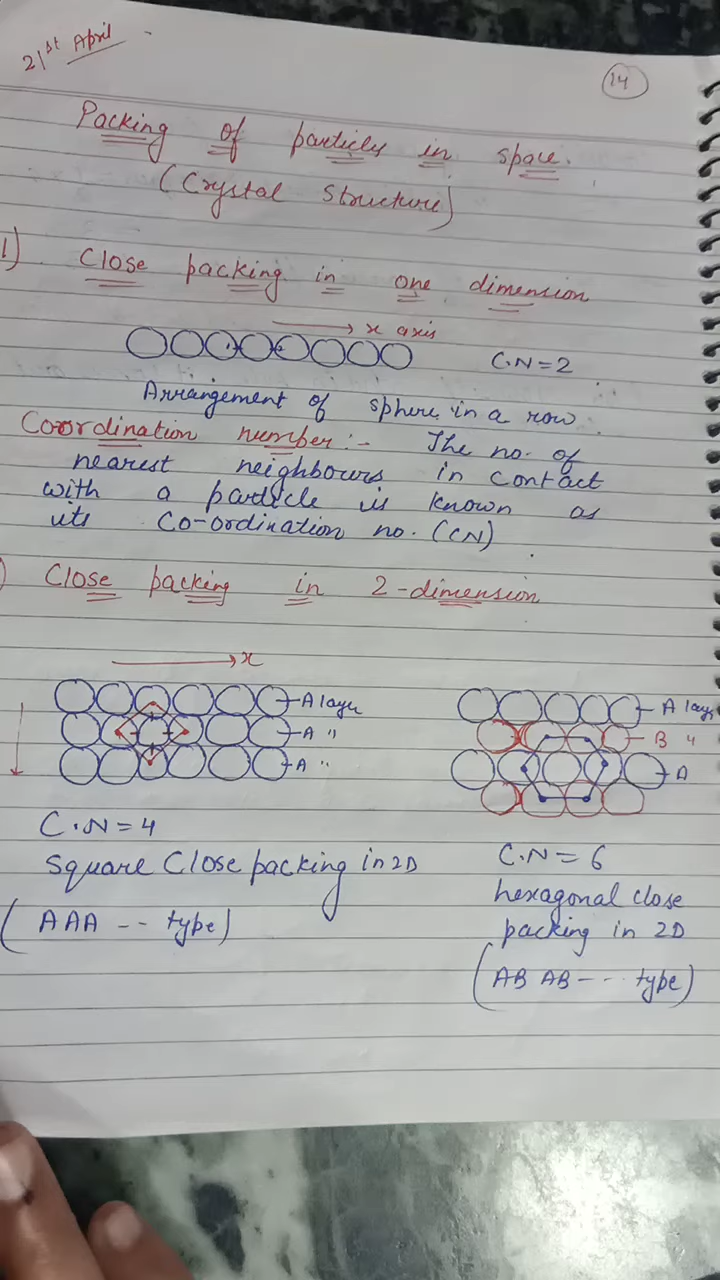 21st April
14
Packing of particles in space.
(Crystal Structure)
1) Close packing in one dimension
x axis
C.N=2
Arrangement of sphere in a row.
Coordination number:- The no. of
nearest neighbours in contact
with a particle is known as
its Co-ordination no. (CN).
) Close packing in 2-dimension
x
A layer
A "
A "
A layer
B "
A
C.N=4
Square Close packing in 2D
(AAA -- type)
C.N=6
hexagonal close
packing in 2D
(AB AB --- type)